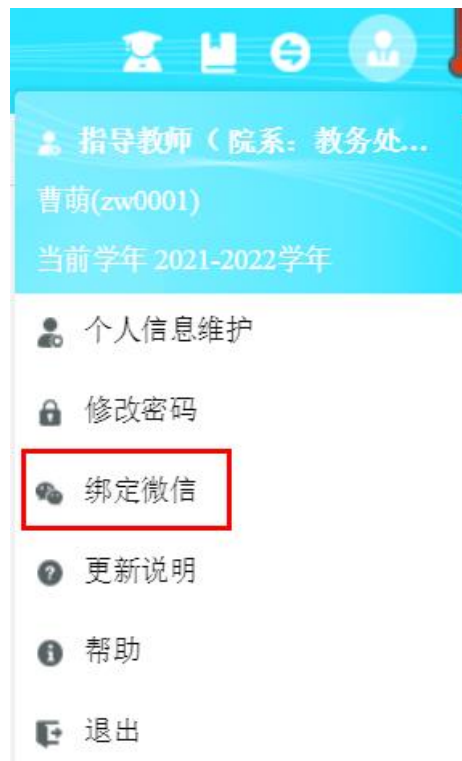 指导教师（院系：教务处...
曹萌(zw0001)
当前学年 2021-2022学年
个人信息维护
修改密码
绑定微信
更新说明
帮助
退出